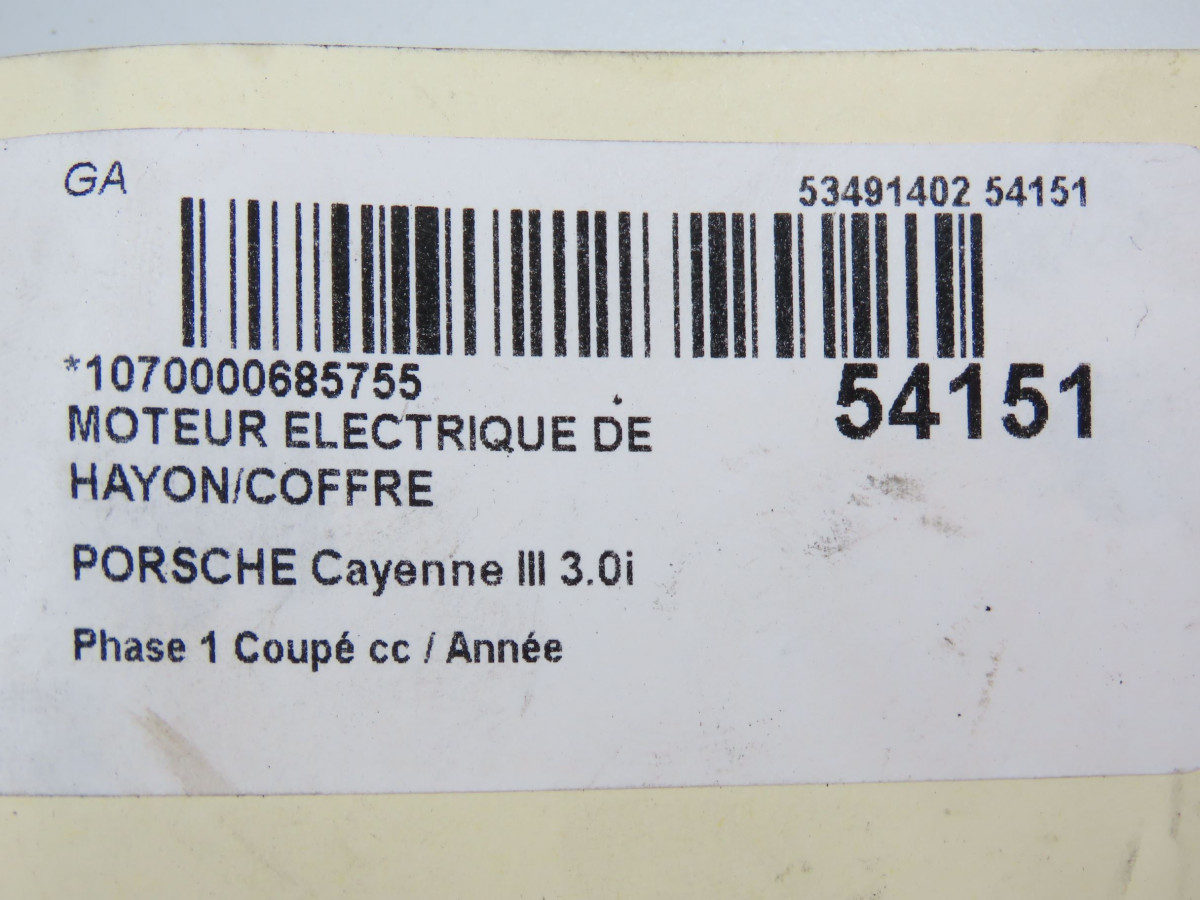 GA
53491402 54151
*1070000685755
54151
MOTEUR ELECTRIQUE DE
HAYON/COFFRE
PORSCHE Cayenne III 3.0i
Phase 1 Coupé cc / Année